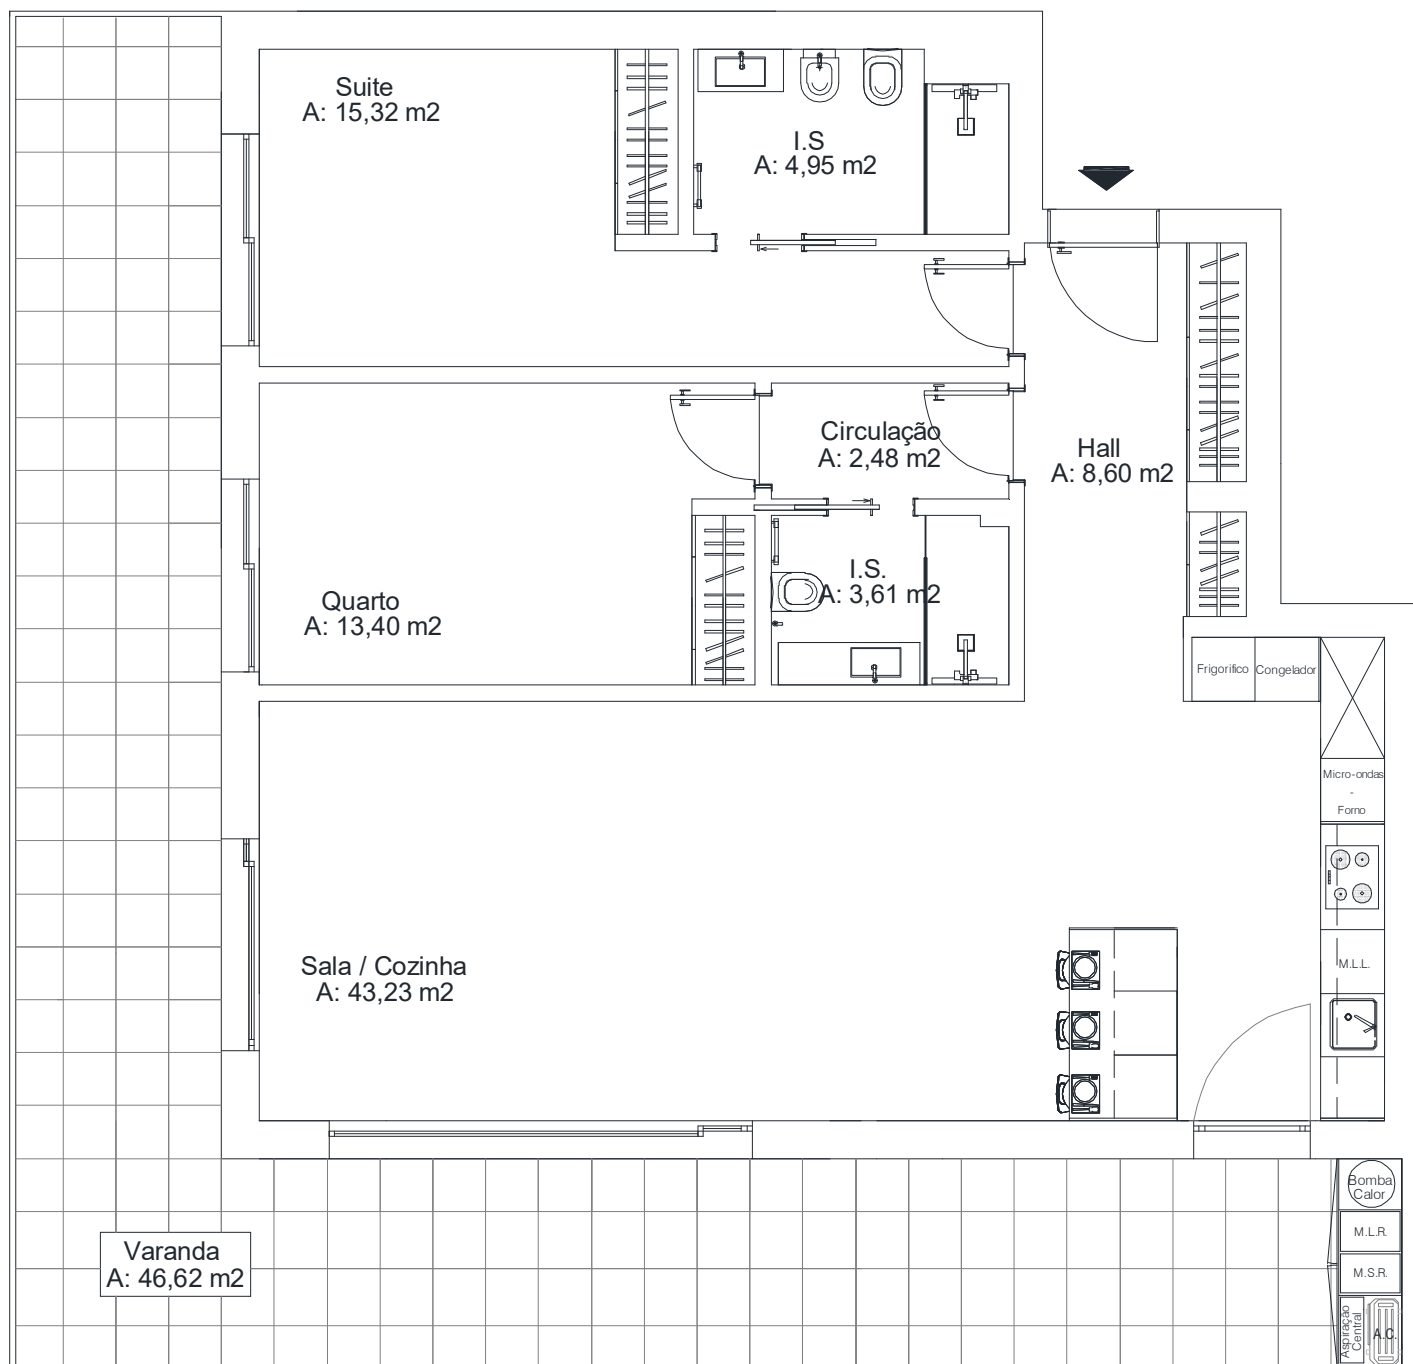 Suite
A: 15,32 m2
I.S
A: 4,95 m2
Circulação
A: 2,48 m2
Hall
A: 8,60 m2
I.S.
A: 3,61 m2
Quarto
A: 13,40 m2
Frigorifico
Congelador
Micro-ondas
-
Forno
M.L.L.
Sala / Cozinha
A: 43,23 m2
Bomba
Calor
M.L.R.
M.S.R.
Aspiração
Central
A.C.
Varanda
A: 46,62 m2